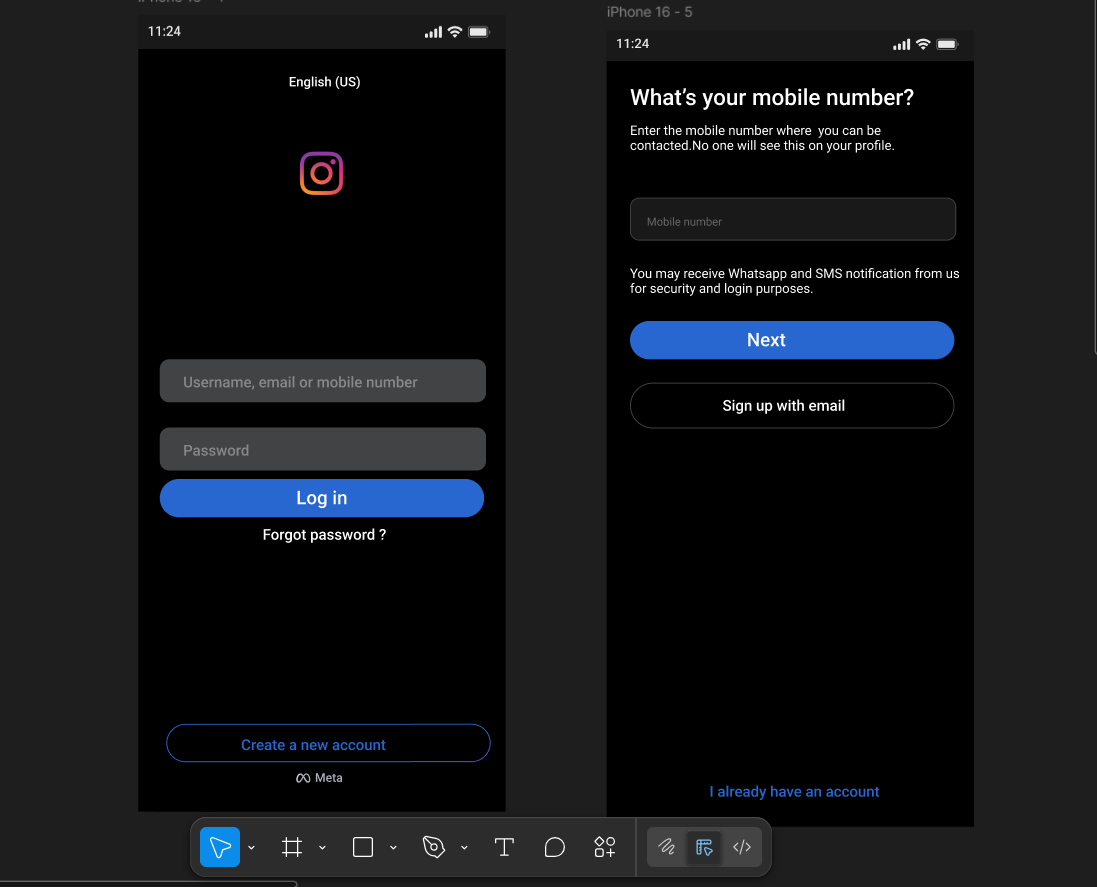 iPhone 16 - 5
11:24
English (US)
Username, email or mobile number
Password
Log in
Forgot password ?
Create a new account
Meta
11:24
What's your mobile number?
Enter the mobile number where  you can be
contacted.No one will see this on your profile.
Mobile number
You may receive Whatsapp and SMS notification from us
for security and login purposes.
Next
Sign up with email
I already have an account